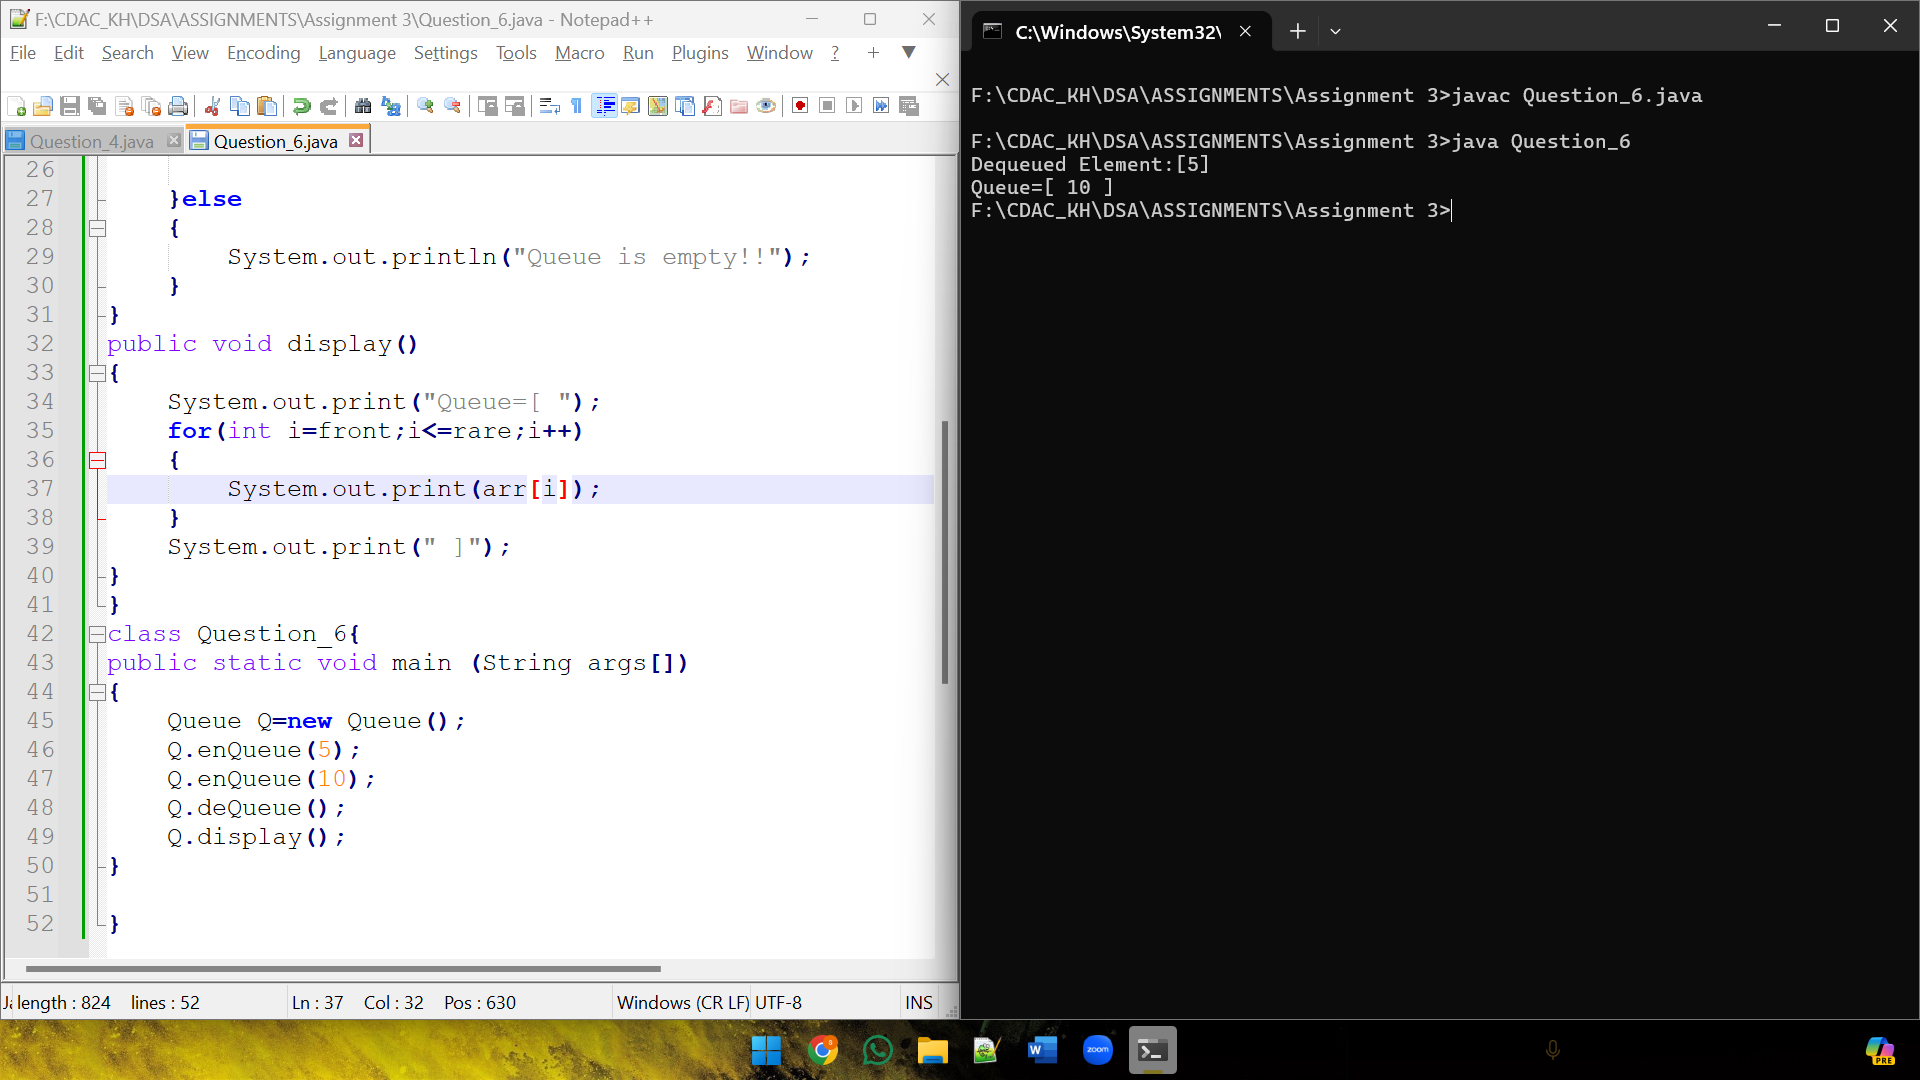 F:\CDAC_KH\DSA\ASSIGNMENTS\Assignment 3\Question_6.java - Notepad++
File Edit Search View Encoding Language Settings Tools Macro Run Plugins Window ? +
Question_4.java Question_6.java
26
27 }else
28 {
29 System.out.println("Queue is empty!!");
30 }
31 }
32 public void display()
33 {
34 System.out.print("Queue=[ ");
35 for(int i=front;i<=rare;i++)
36 {
37 System.out.print(arr[i]);
38 }
39 System.out.print(" ]");
40 }
41 }
42 class Question_6{
43 public static void main (String args[])
44 {
45 Queue Q=new Queue();
46 Q.enQueue(5);
47 Q.enQueue(10);
48 Q.deQueue();
49 Q.display();
50 }
51
52 }
length : 824 lines : 52 Ln : 37 Col : 32 Pos : 630 Windows (CR LF) UTF-8 INS
C:\Windows\System32\
F:\CDAC_KH\DSA\ASSIGNMENTS\Assignment 3>javac Question_6.java
F:\CDAC_KH\DSA\ASSIGNMENTS\Assignment 3>java Question_6
Dequeued Element:[5]
Queue=[ 10 ]
F:\CDAC_KH\DSA\ASSIGNMENTS\Assignment 3>
zoom
PRE